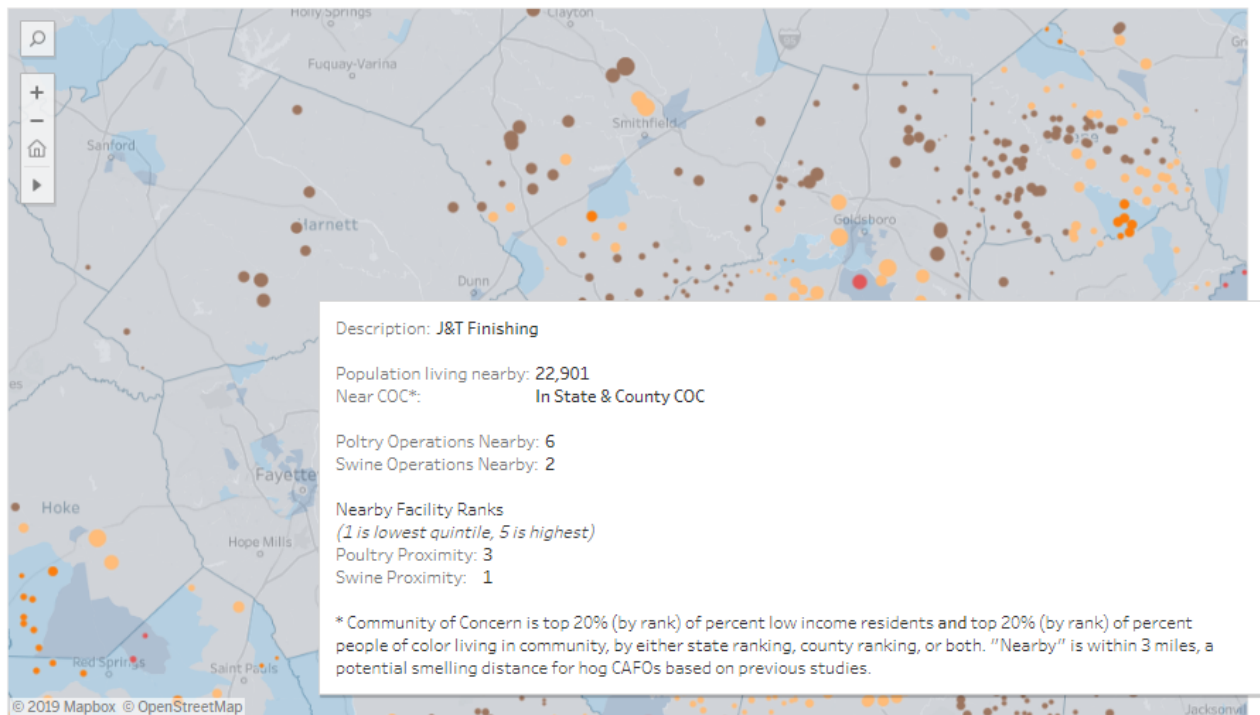 Holly Springs
Clayton
Fuquay-Varina
Smithfield
Sanford
Harnett
Goldsboro
Dunn
Description: J&T Finishing
Population living nearby: 22,901
Near COC*: In State & County COC
Poltry Operations Nearby: 6
Swine Operations Nearby: 2
Nearby Facility Ranks
(1 is lowest quintile, 5 is highest)
Poultry Proximity: 3
Swine Proximity: 1
* Community of Concern is top 20% (by rank) of percent low income residents and top 20% (by rank) of percent
people of color living in community, by either state ranking, county ranking, or both. "Nearby" is within 3 miles, a
potential smelling distance for hog CAFOs based on previous studies.
Fayette
Hoke
Hope Mills
Red Springs
Saint Pauls
© 2019 Mapbox © OpenStreetMap
Jacksonvil